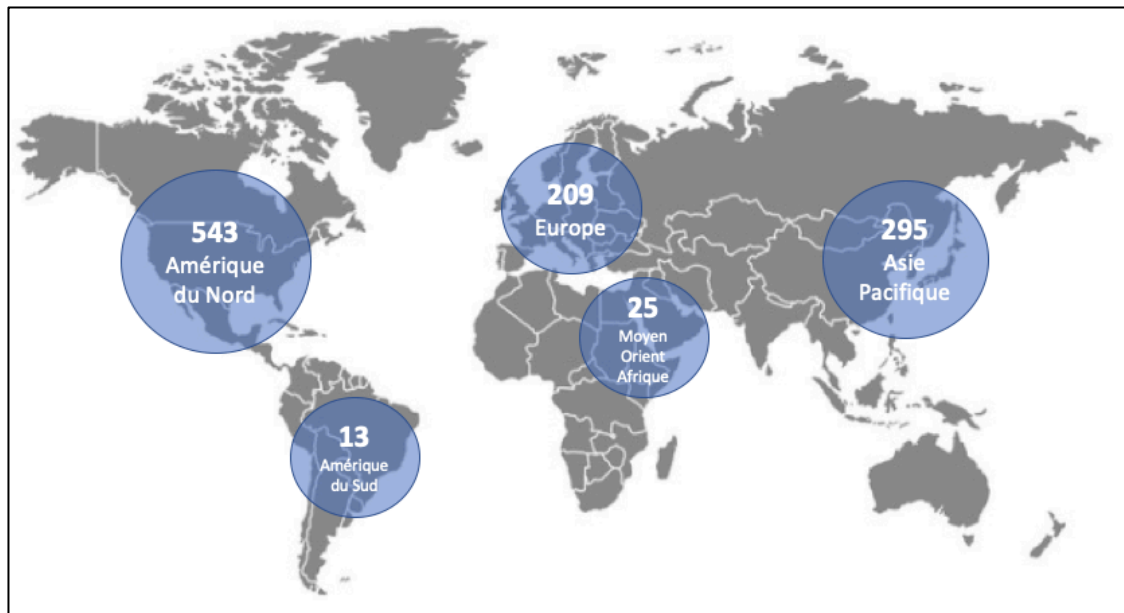 543
Amérique
du Nord
209
Europe
295
Asie
Pacifique
25
Moyen
Orient
Afrique
13
Amérique
du Sud